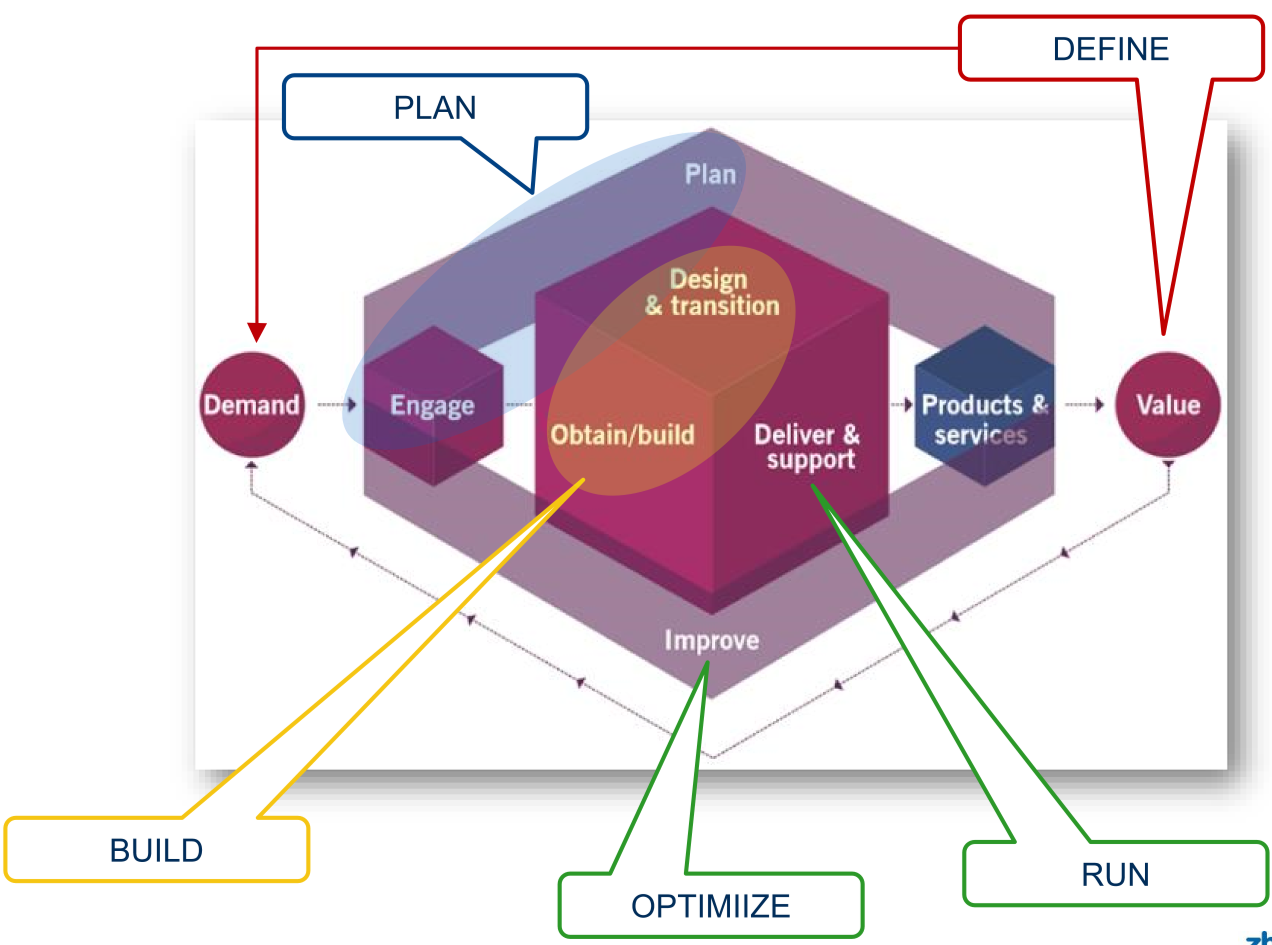 DEFINE
PLAN
Plan
Design
& transition
Demand
Engage
Obtain/build
Deliver &
support
Products &
services
Value
Improve
BUILD
OPTIMIIZE
RUN